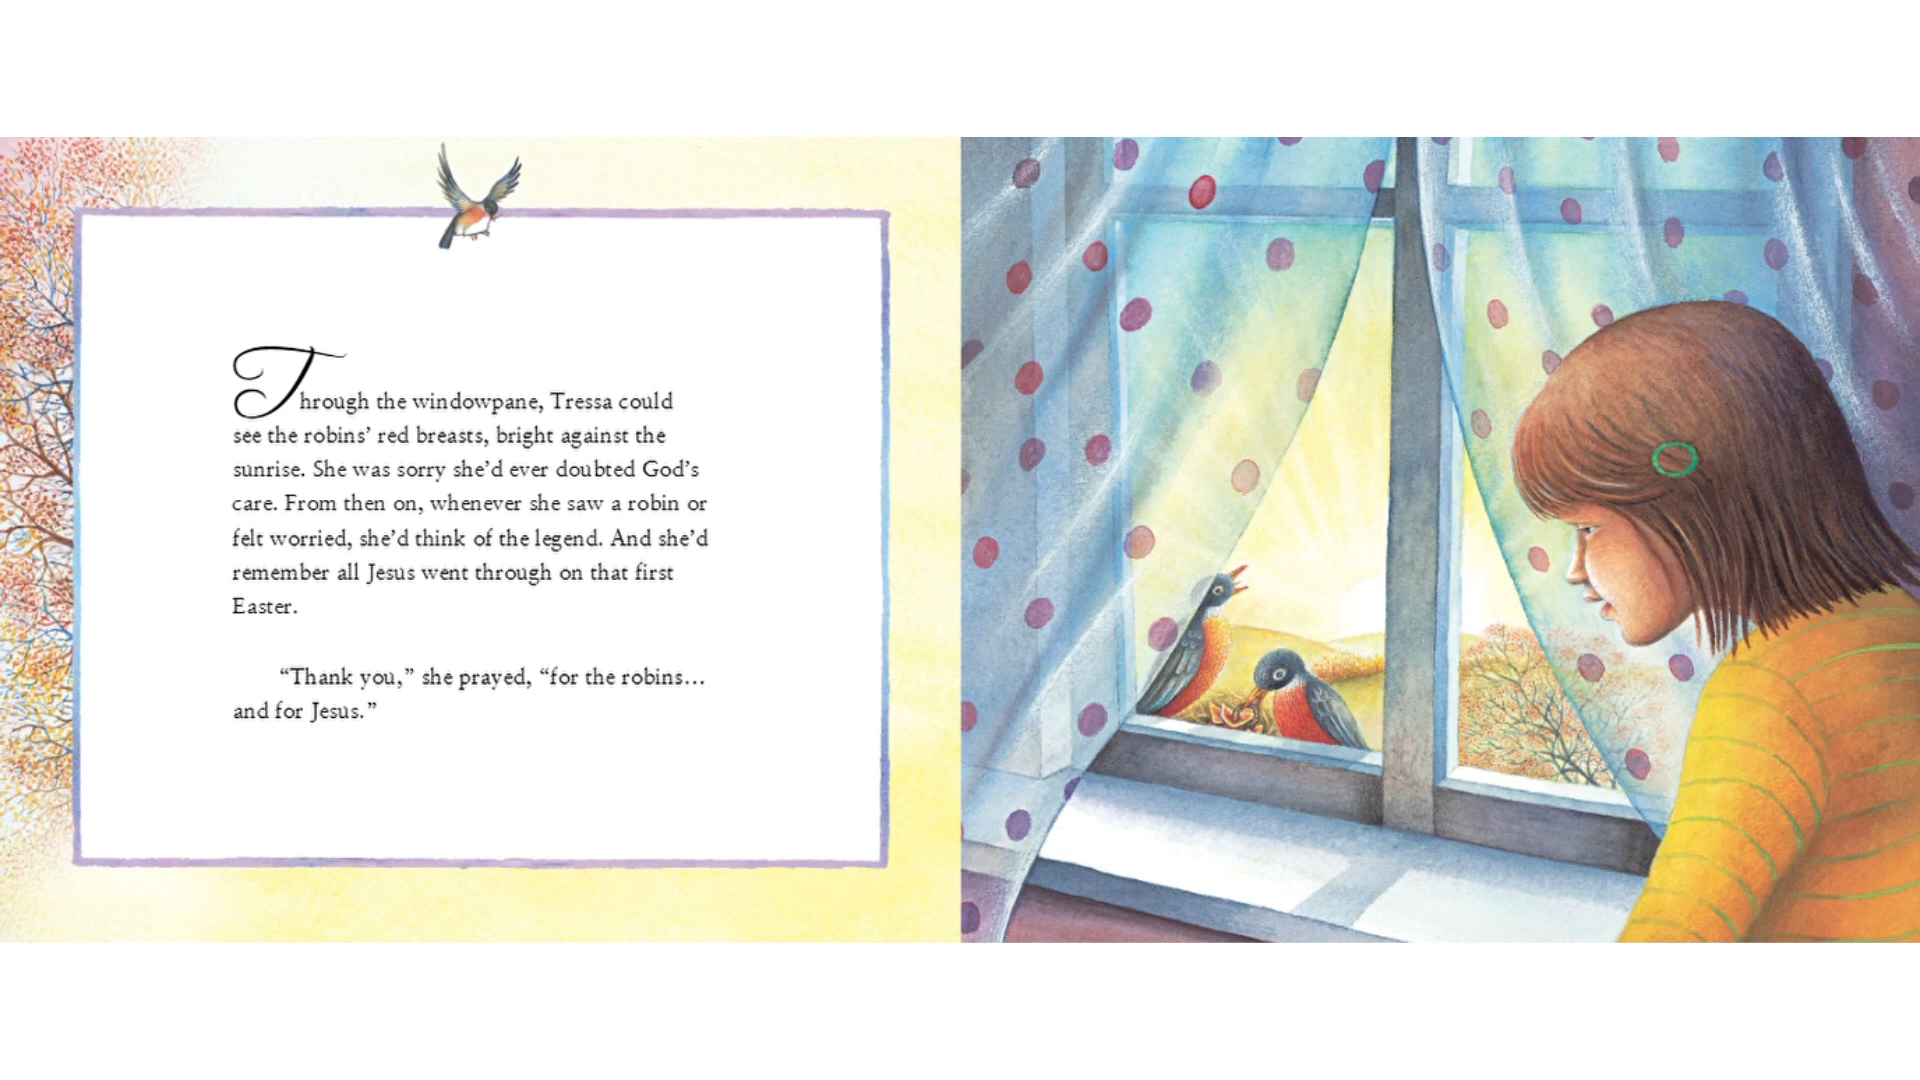 Through the windowpane, Tressa could
see the robins’ red breasts, bright against the
sunrise. She was sorry she’d ever doubted God’s
care. From then on, whenever she saw a robin or
felt worried, she’d think of the legend. And she’d
remember all Jesus went through on that first
Easter.
“Thank you,” she prayed, “for the robins…
and for Jesus.”